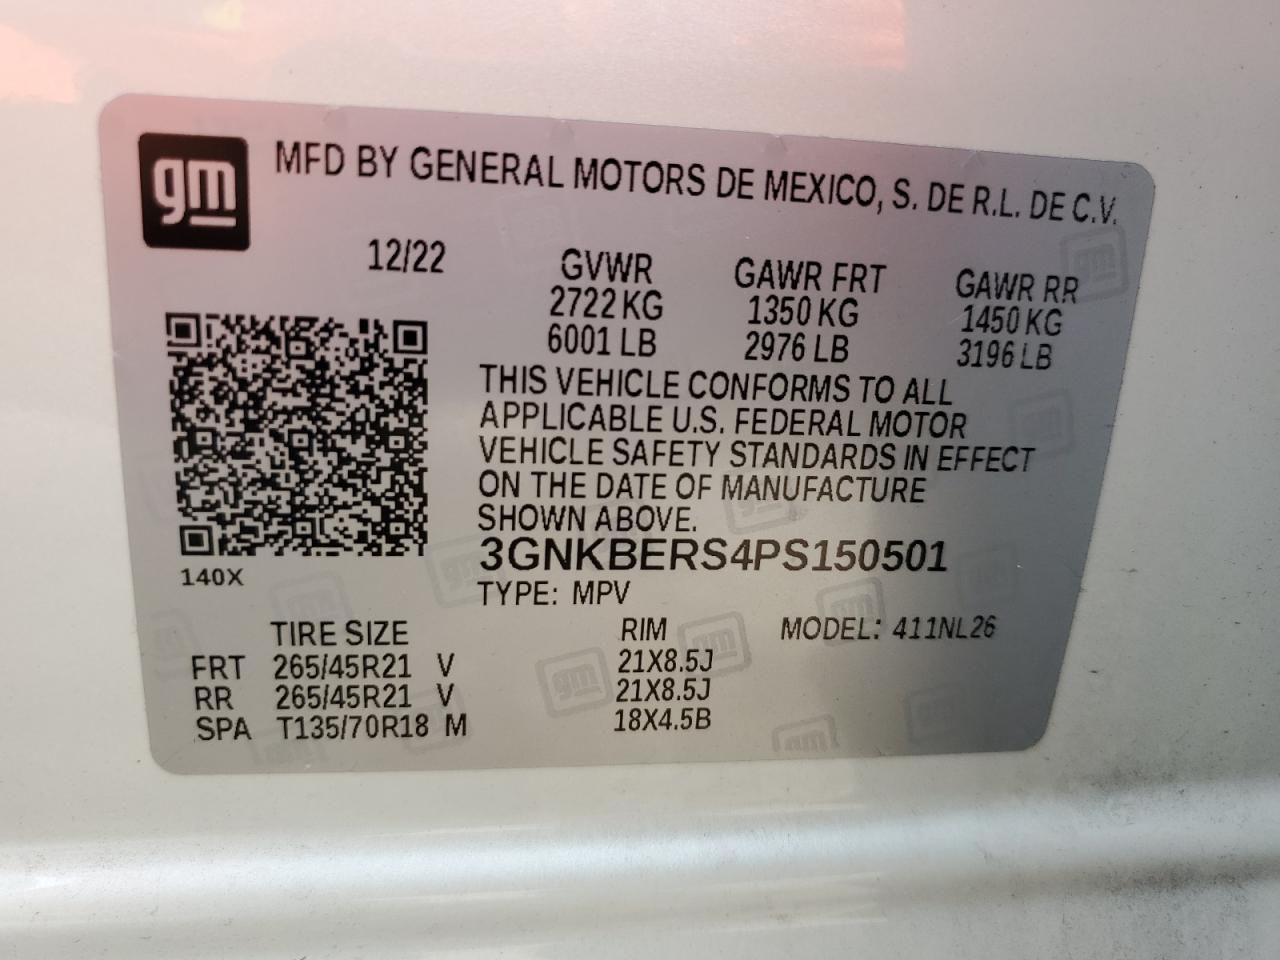 gm
MFD BY GENERAL MOTORS DE MEXICO, S. DE R.L. DE C.V.
12/22 GVWR GAWR FRT GAWR RR
2722 KG 1350 KG 1450 KG
6001 LB 2976 LB 3196 LB
THIS VEHICLE CONFORMS TO ALL
APPLICABLE U.S. FEDERAL MOTOR
VEHICLE SAFETY STANDARDS IN EFFECT
ON THE DATE OF MANUFACTURE
SHOWN ABOVE.
3GNKBERS4PS150501
140X
TYPE: MPV
TIRE SIZE RIM MODEL: 411NL26
FRT 265/45R21 V 21X8.5J
RR 265/45R21 V 21X8.5J
SPA T135/70R18 M 18X4.5B